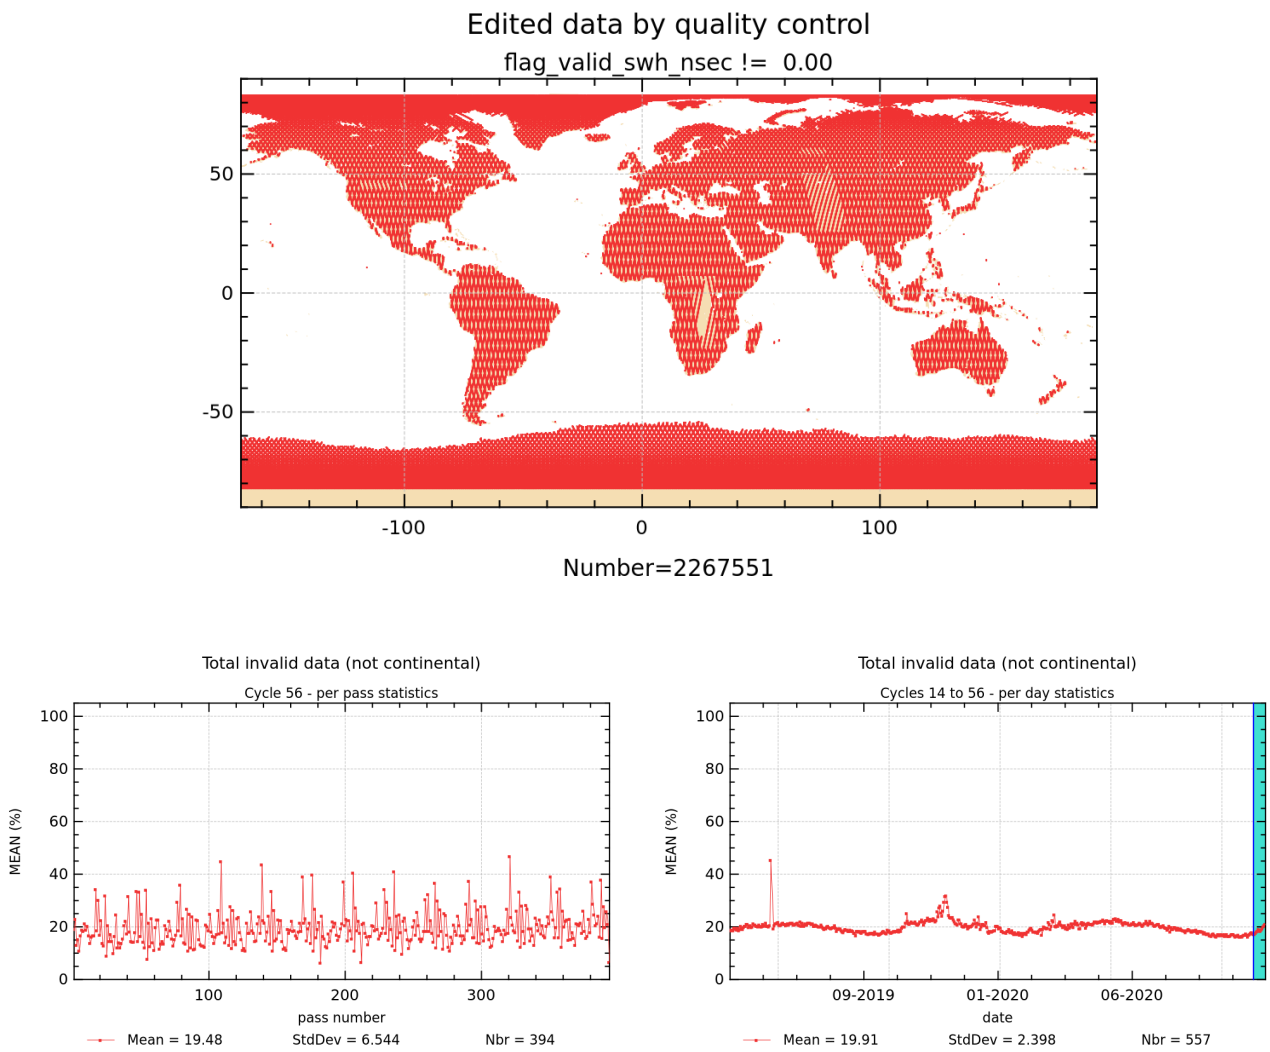 Edited data by quality control
flag_valid_swh_nsec != 0.00
50
0
-50
-100 0 100
Number=2267551
Total invalid data (not continental)
Cycle 56 - per pass statistics
MEAN (%)
100
80
60
40
20
0
100 200 300
pass number
Mean = 19.48 StdDev = 6.544 Nbr = 394
Total invalid data (not continental)
Cycles 14 to 56 - per day statistics
MEAN (%)
100
80
60
40
20
0
09-2019 01-2020 06-2020
date
Mean = 19.91 StdDev = 2.398 Nbr = 557